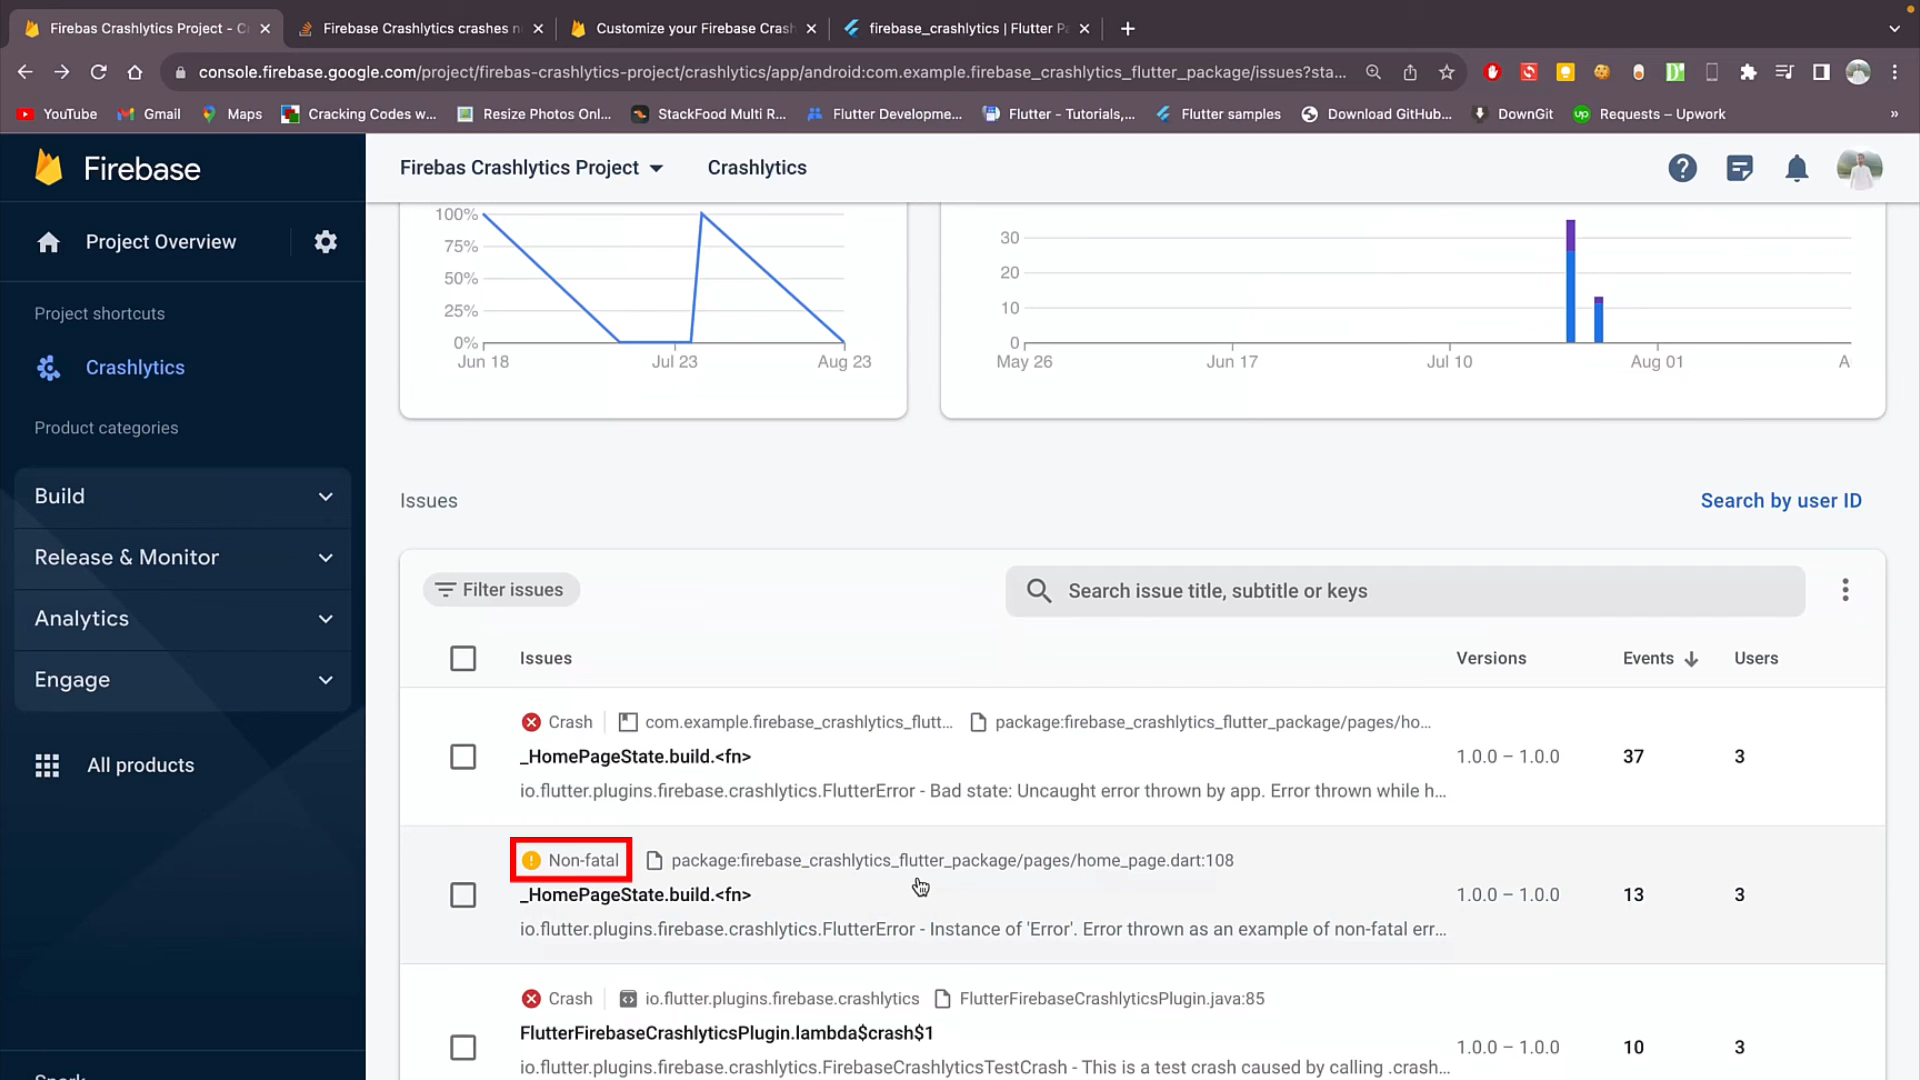 Firebas Crashlytics Project - C
Firebase Crashlytics crashes n
Customize your Firebase Crash
firebase_crashlytics | Flutter Pa
console.firebase.google.com/project/firebas-crashlytics-project/crashlytics/app/android:com.example.firebase_crashlytics_flutter_package/issues?sta...
YouTube
Gmail
Maps
Cracking Codes w...
Resize Photos Onl...
StackFood Multi R...
Flutter Developme...
Flutter - Tutorials,...
Flutter samples
Download GitHub...
DownGit
Requests – Upwork
»
Firebase
Firebas Crashlytics Project
Crashlytics
Project Overview
Project shortcuts
Crashlytics
Product categories
Build
Release & Monitor
Analytics
Engage
All products
100%
75%
50%
25%
0%
Jun 18
Jul 23
Aug 23
30
20
10
0
May 26
Jun 17
Jul 10
Aug 01
A
Issues
Search by user ID
Filter issues
Search issue title, subtitle or keys
Issues
Versions
Events
Users
Crash
com.example.firebase_crashlytics_flutt...
package:firebase_crashlytics_flutter_package/pages/ho...
_HomePageState.build.<fn>
1.0.0 – 1.0.0
37
3
io.flutter.plugins.firebase.crashlytics.FlutterError - Bad state: Uncaught error thrown by app. Error thrown while h...
Non-fatal
package:firebase_crashlytics_flutter_package/pages/home_page.dart:108
_HomePageState.build.<fn>
1.0.0 – 1.0.0
13
3
io.flutter.plugins.firebase.crashlytics.FlutterError - Instance of 'Error'. Error thrown as an example of non-fatal err...
Crash
io.flutter.plugins.firebase.crashlytics
FlutterFirebaseCrashlyticsPlugin.java:85
FlutterFirebaseCrashlyticsPlugin.lambda$crash$1
1.0.0 – 1.0.0
10
3
io.flutter.plugins.firebase.crashlytics.FirebaseCrashlyticsTestCrash - This is a test crash caused by calling .crash...